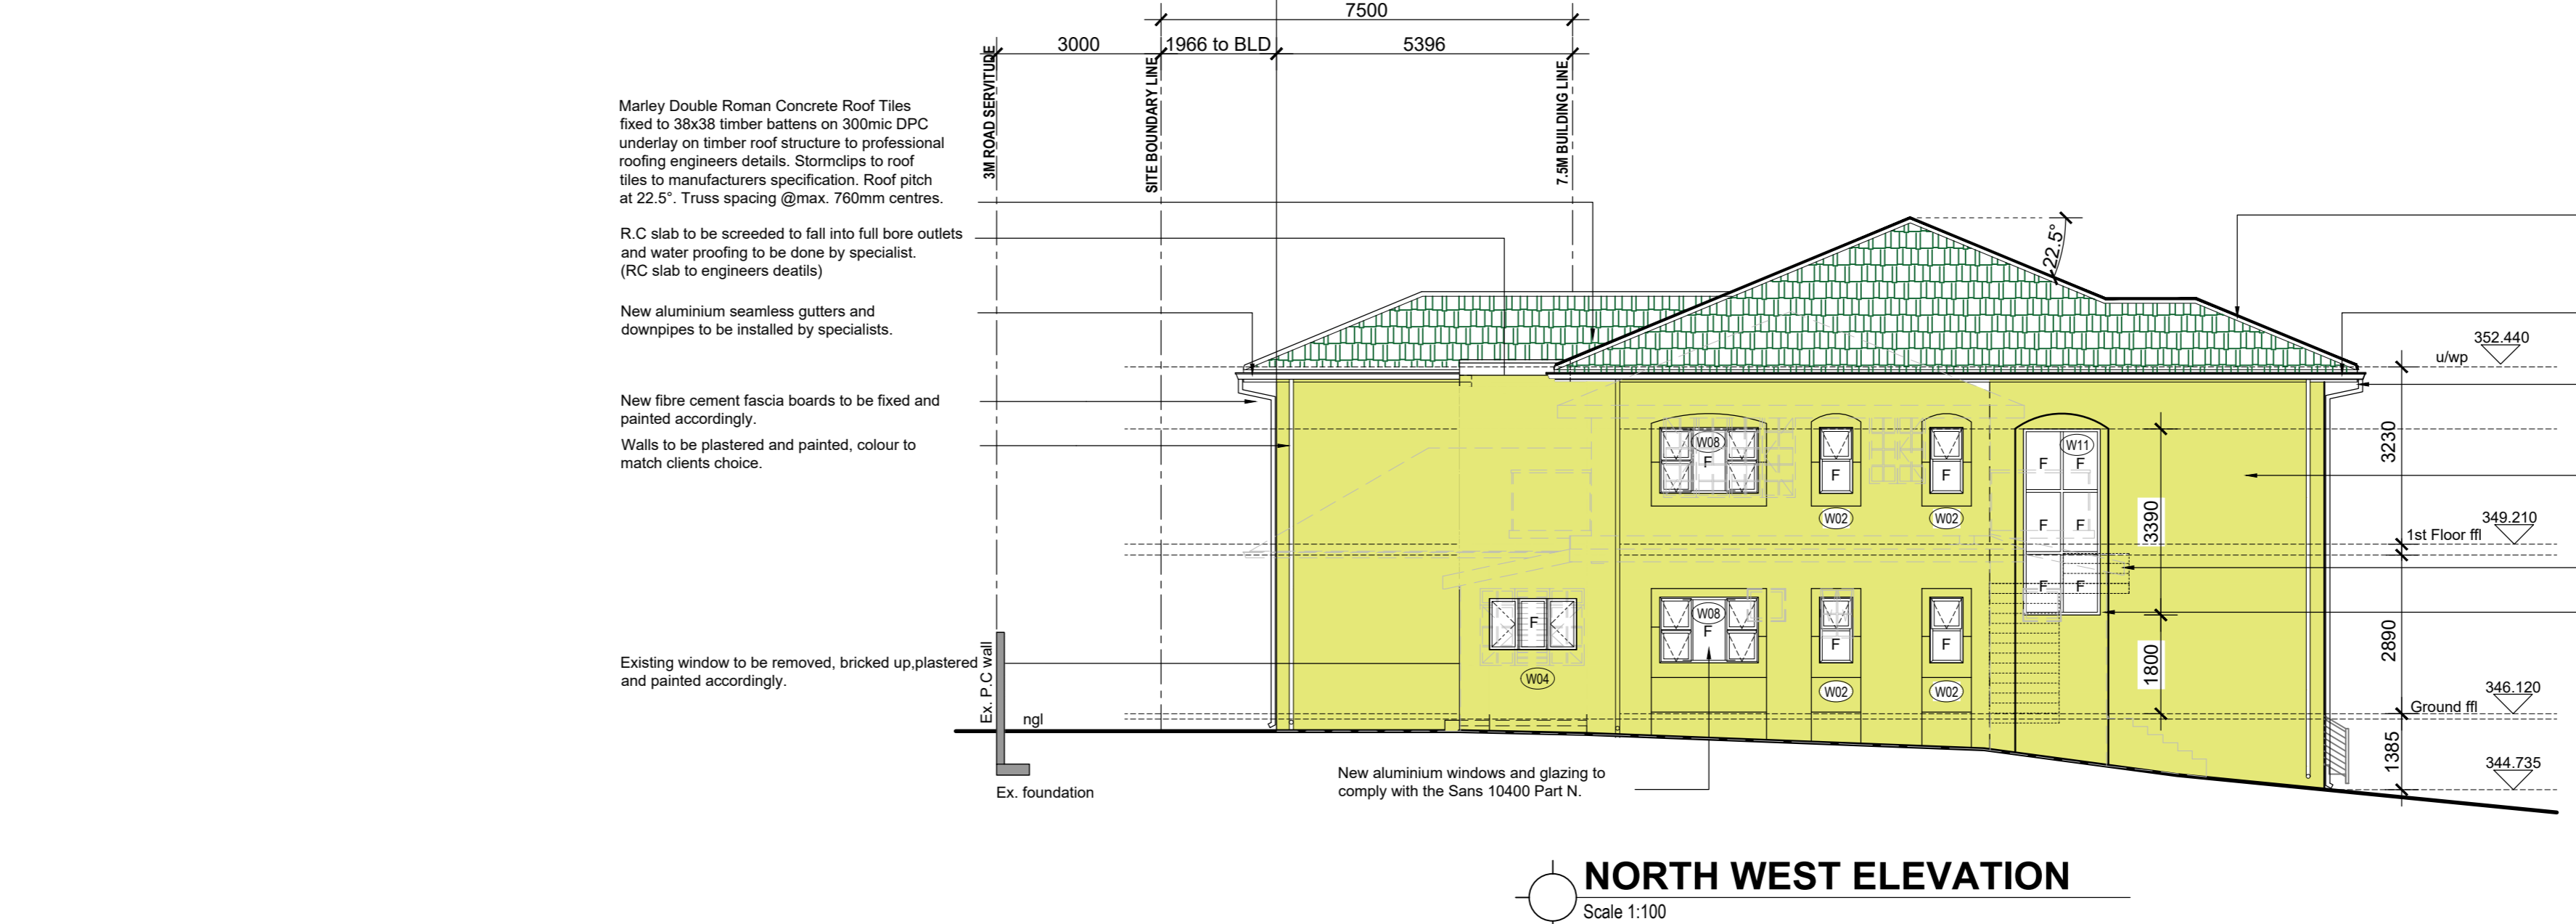 7500
3000
1966 to BLD
5396
3M ROAD SERVITUDE
SITE BOUNDARY LINE
7.5M BUILDING LINE
Marley Double Roman Concrete Roof Tiles
fixed to 38x38 timber battens on 300mic DPC
underlay on timber roof structure to professional
roofing engineers details. Stormclips to roof
tiles to manufacturers specification. Roof pitch
at 22.5°. Truss spacing @max. 760mm centres.
R.C slab to be screeded to fall into full bore outlets
and water proofing to be done by specialist.
(RC slab to engineers deatils)
New aluminium seamless gutters and
downpipes to be installed by specialists.
New fibre cement fascia boards to be fixed and
painted accordingly.
Walls to be plastered and painted, colour to
match clients choice.
Existing window to be removed, bricked up,plastered
and painted accordingly.
Ex. P.C wall
ngl
Ex. foundation
22.5°
W08
F
F
W02
F
W02
W11
F F
F F
F F
F
W04
W08
F
F
W02
F
W02
3390
1800
New aluminium windows and glazing to
comply with the Sans 10400 Part N.
352.440
u/wp
3230
349.210
1st Floor ffl
2890
346.120
Ground ffl
1385
344.735
NORTH WEST ELEVATION
Scale 1:100